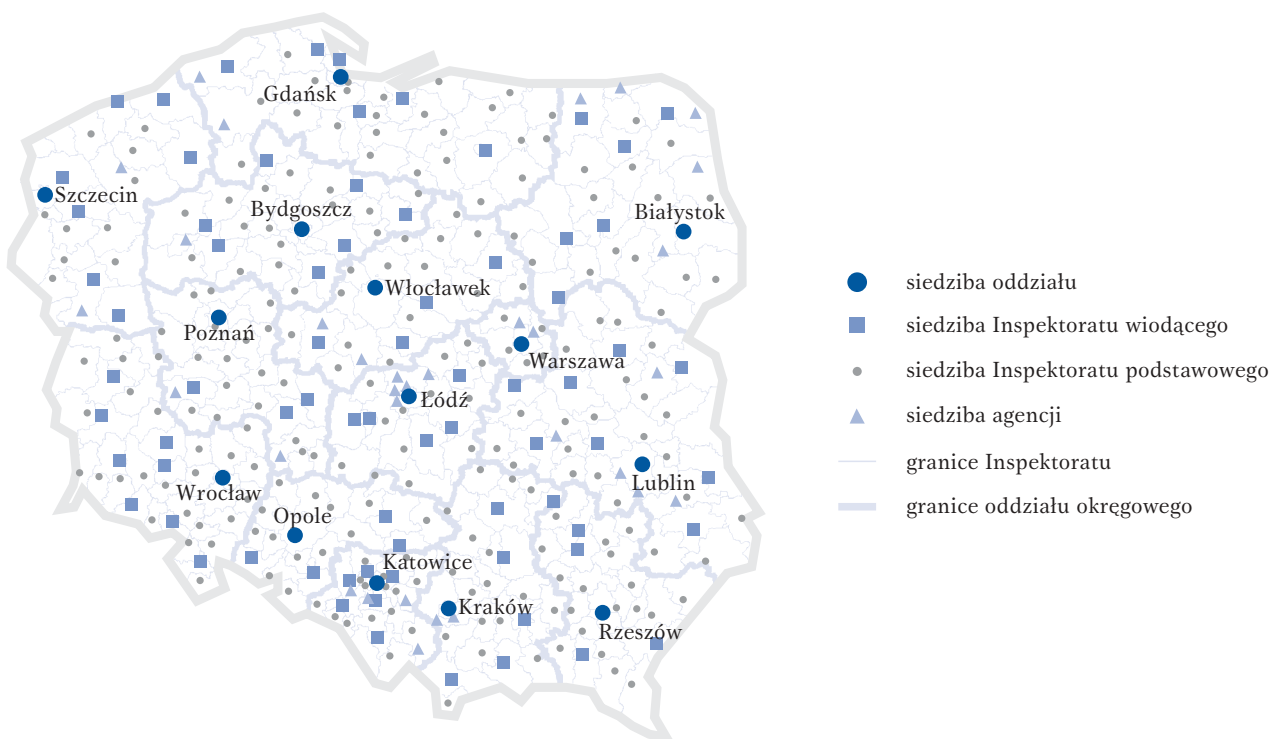 Gdańsk
Szczecin
Bydgoszcz
Białystok
Włocławek
Poznań
Warszawa
Łódź
Wrocław
Lublin
Opole
Katowice
Kraków
Rzeszów
siedziba oddziału
siedziba Inspektoratu wiodącego
siedziba Inspektoratu podstawowego
siedziba agencji
granice Inspektoratu
granice oddziału okręgowego